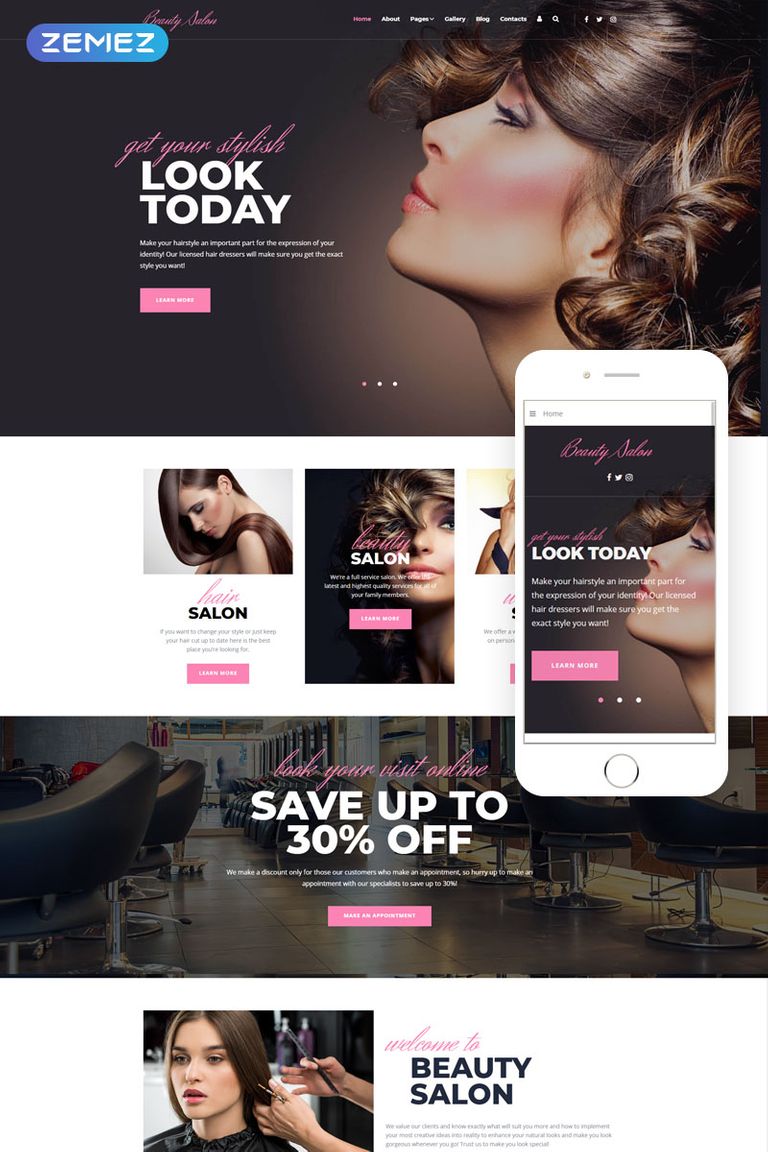 Beauty Salon
Home About Pages Gallery Blog Contacts
ZEMEZ
get your stylish
LOOK
TODAY
Make your hairstyle an important part for the expression of your
identity! Our licensed hair dressers will make sure you get the exact
style you want!
LEARN MORE
Home
Beauty Salon
get your stylish
LOOK TODAY
Make your hairstyle an important part for
the expression of your identity! Our licensed
hair dressers will make sure you get the
exact style you want!
LEARN MORE
hair
SALON
If you want to change your style or just keep
your hair cut up to date here is the best
place you're looking for.
LEARN MORE
beauty
SALON
We're a full service salon. We offer the
latest and highest quality services for all of
your family members.
LEARN MORE
We offer a
on person
book your visit online
SAVE UP TO
30% OFF
We make a discount only for those our customers who make an appointment, so hurry up to make an
appointment with our specialists to save up to 30%!
MAKE AN APPOINTMENT
welcome to
BEAUTY
SALON
We value our clients and know exactly what will suit you more and how to implement
your most creative ideas into reality to enhance your natural looks and make you look
gorgeous whenever you go! Trust us to make you look special!